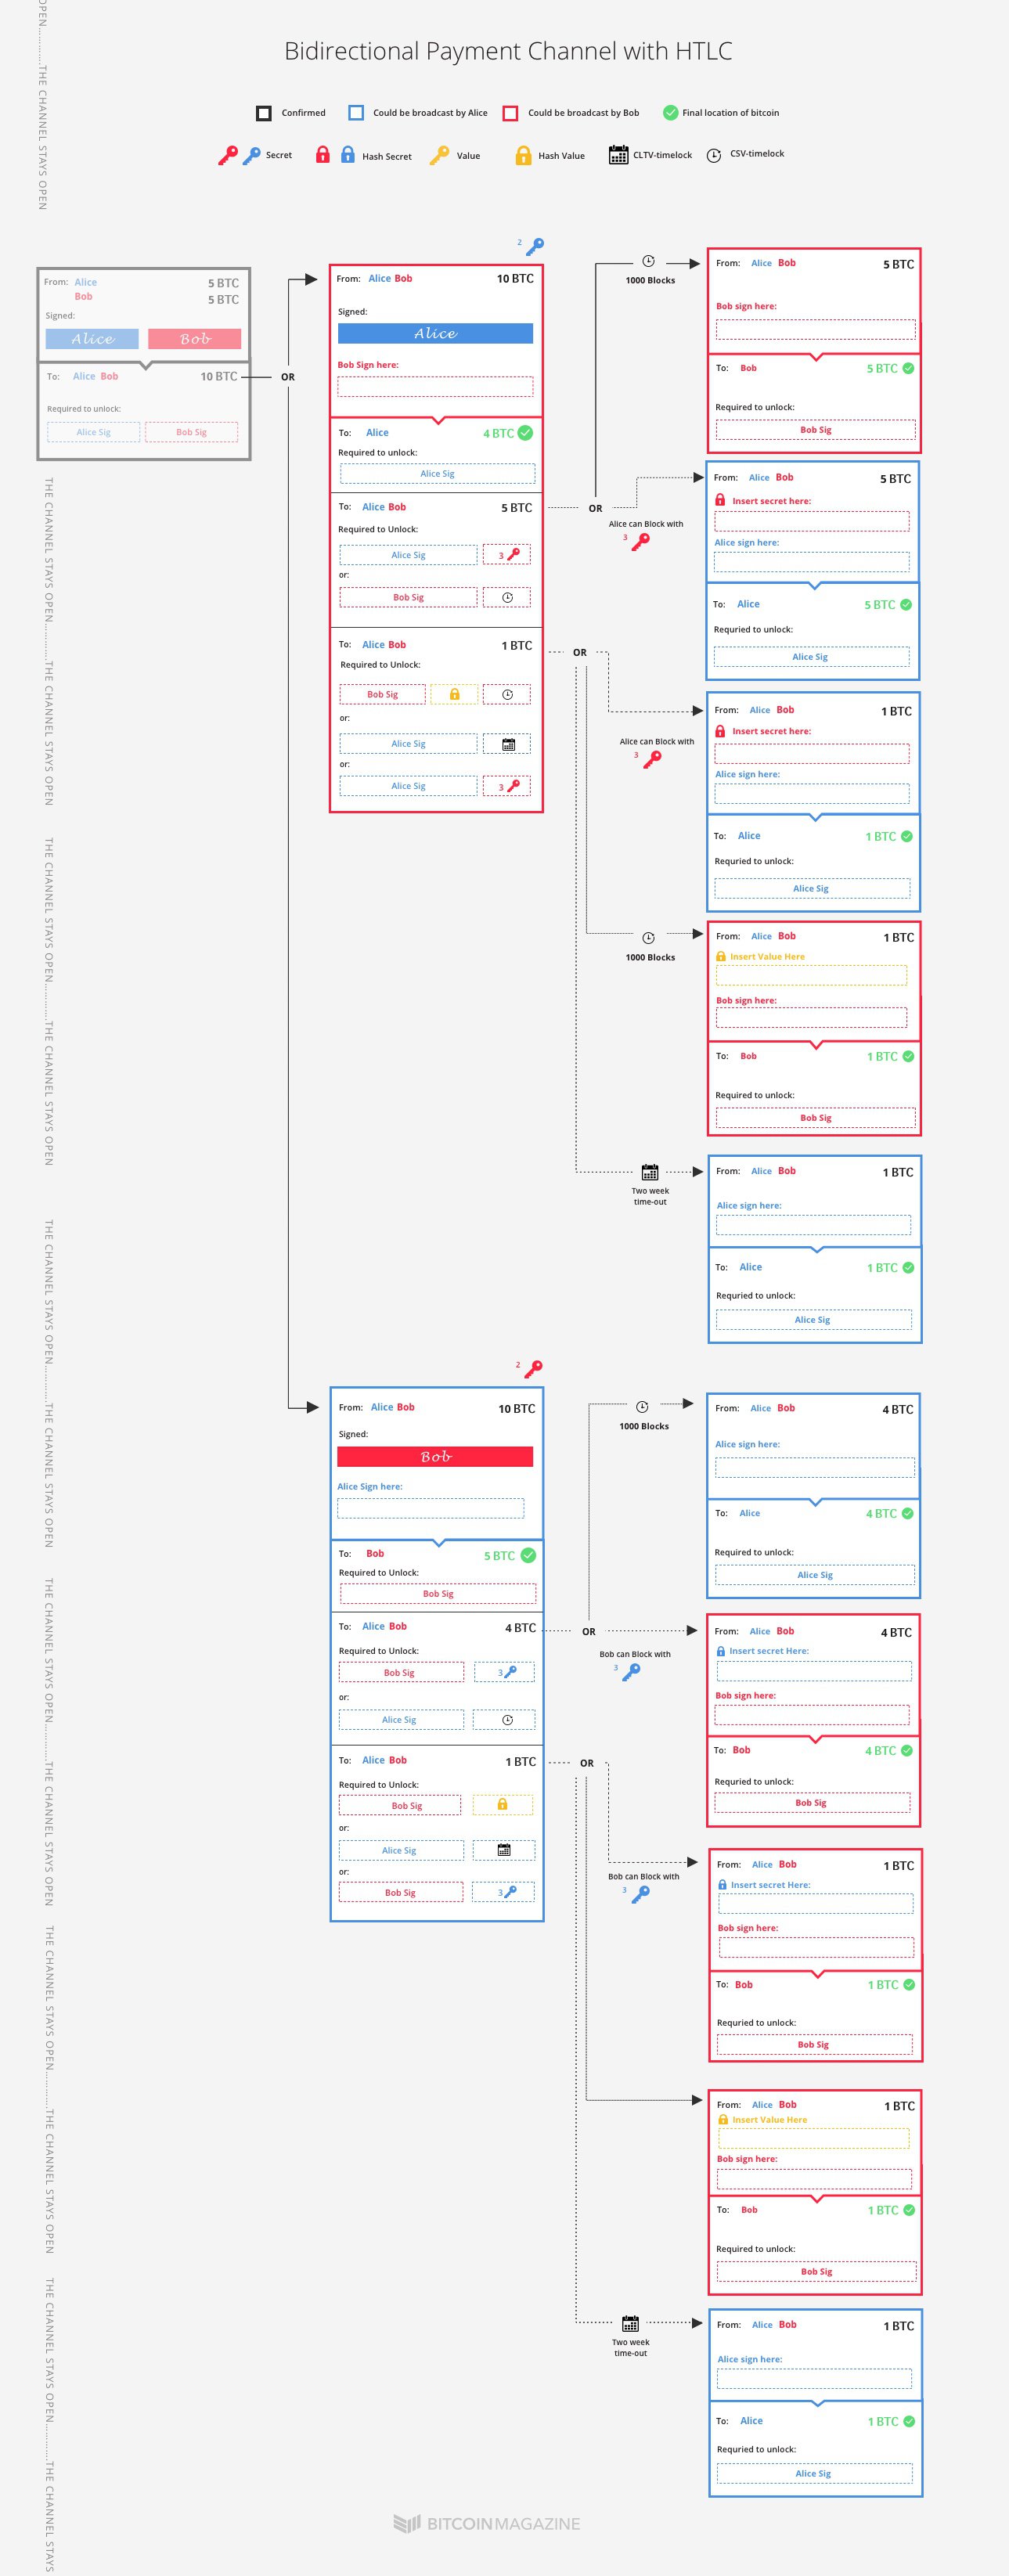 Bidirectional Payment Channel with HTLC
Confirmed
Could be broadcast by Alice
Could be broadcast by Bob
Final location of bitcoin
Secret
Hash Secret
Value
Hash Value
CLTV-timelock
CSV-timelock
OPEN............THE CHANNEL STAYS OPEN
THE CHANNEL STAYS OPEN............THE CHANNEL STAYS OPEN
THE CHANNEL STAYS OPEN............THE CHANNEL STAYS OPEN
THE CHANNEL STAYS OPEN............THE CHANNEL STAYS OPEN
THE CHANNEL STAYS OPEN............THE CHANNEL STAYS OPEN
THE CHANNEL STAYS OPEN............THE CHANNEL STAYS OPEN
THE CHANNEL STAYS OPEN............THE CHANNEL STAYS
From: Alice 5 BTC
Bob 5 BTC
Signed:
Alice Bob
To: Alice Bob 10 BTC
Required to unlock:
Alice Sig Bob Sig
OR
2
From: Alice Bob 10 BTC
Signed:
Alice
Bob Sign here:
To: Alice 4 BTC
Required to unlock:
Alice Sig
To: Alice Bob 5 BTC
Required to Unlock:
Alice Sig 3
or:
Bob Sig
To: Alice Bob 1 BTC
Required to Unlock:
Bob Sig
or:
Alice Sig
or:
Alice Sig 3
1000 Blocks
OR
Alice can Block with
3
OR
Alice can Block with
3
1000 Blocks
Two week
time-out
From: Alice Bob 5 BTC
Bob sign here:
To: Bob 5 BTC
Required to unlock:
Bob Sig
From: Alice Bob 5 BTC
Insert secret here:
Alice sign here:
To: Alice 5 BTC
Requried to unlock:
Alice Sig
From: Alice Bob 1 BTC
Insert secret here:
Alice sign here:
To: Alice 1 BTC
Requried to unlock:
Alice Sig
From: Alice Bob 1 BTC
Insert Value Here
Bob sign here:
To: Bob 1 BTC
Required to unlock:
Bob Sig
From: Alice Bob 1 BTC
Alice sign here:
To: Alice 1 BTC
Requried to unlock:
Alice Sig
2
From: Alice Bob 10 BTC
Signed:
Bob
Alice Sign here:
To: Bob 5 BTC
Required to Unlock:
Bob Sig
To: Alice Bob 4 BTC
Required to Unlock:
Bob Sig 3
or:
Alice Sig
To: Alice Bob 1 BTC
Required to Unlock:
Bob Sig
or:
Alice Sig
or:
Bob Sig 3
1000 Blocks
OR
Bob can Block with
3
OR
Bob can Block with
3
Two week
time-out
From: Alice Bob 4 BTC
Alice sign here:
To: Alice 4 BTC
Required to unlock:
Alice Sig
From: Alice Bob 4 BTC
Insert secret Here:
Bob sign here:
To: Bob 4 BTC
Requried to unlock:
Bob Sig
From: Alice Bob 1 BTC
Insert secret Here:
Bob sign here:
To: Bob 1 BTC
Requried to unlock:
Bob Sig
From: Alice Bob 1 BTC
Insert Value Here
Bob sign here:
To: Bob 1 BTC
Required to unlock:
Bob Sig
From: Alice Bob 1 BTC
Alice sign here:
To: Alice 1 BTC
Requried to unlock:
Alice Sig
BITCOINMAGAZINE